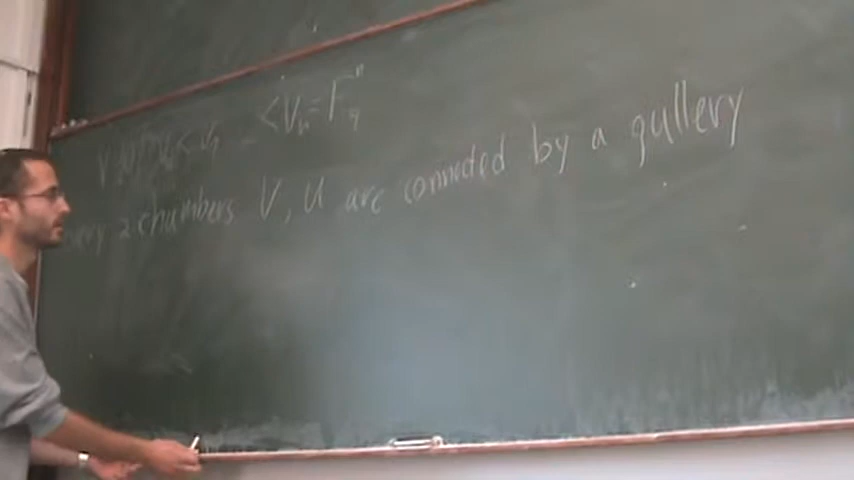 < V_n = F_q^n
2 chambers V, U are connected by a gallery